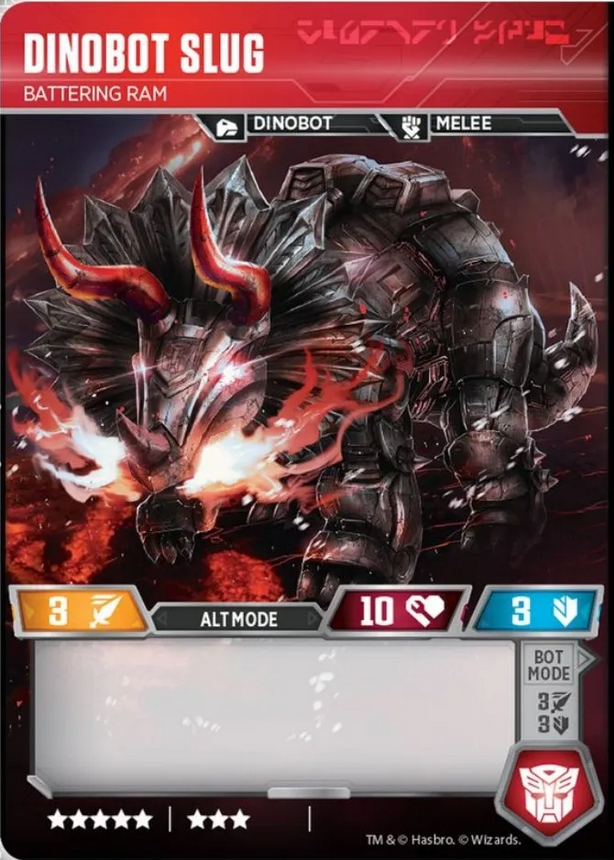 DINOBOT SLUG
BATTERING RAM
DINOBOT
MELEE
3
ALT MODE
10
3
BOT
MODE
3
3
TM & © Hasbro. © Wizards.